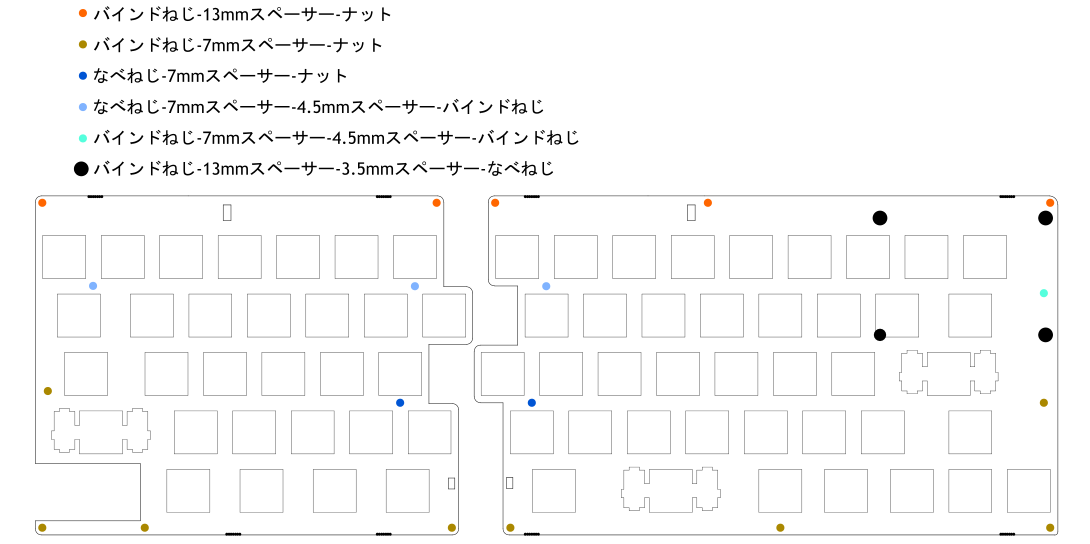 バインドねじ-13mmスペーサー-ナット
バインドねじ-7mmスペーサー-ナット
なべねじ-7mmスペーサー-ナット
なべねじ-7mmスペーサー-4.5mmスペーサー-バインドねじ
バインドねじ-7mmスペーサー-4.5mmスペーサー-バインドねじ
バインドねじ-13mmスペーサー-3.5mmスペーサー-なべねじ